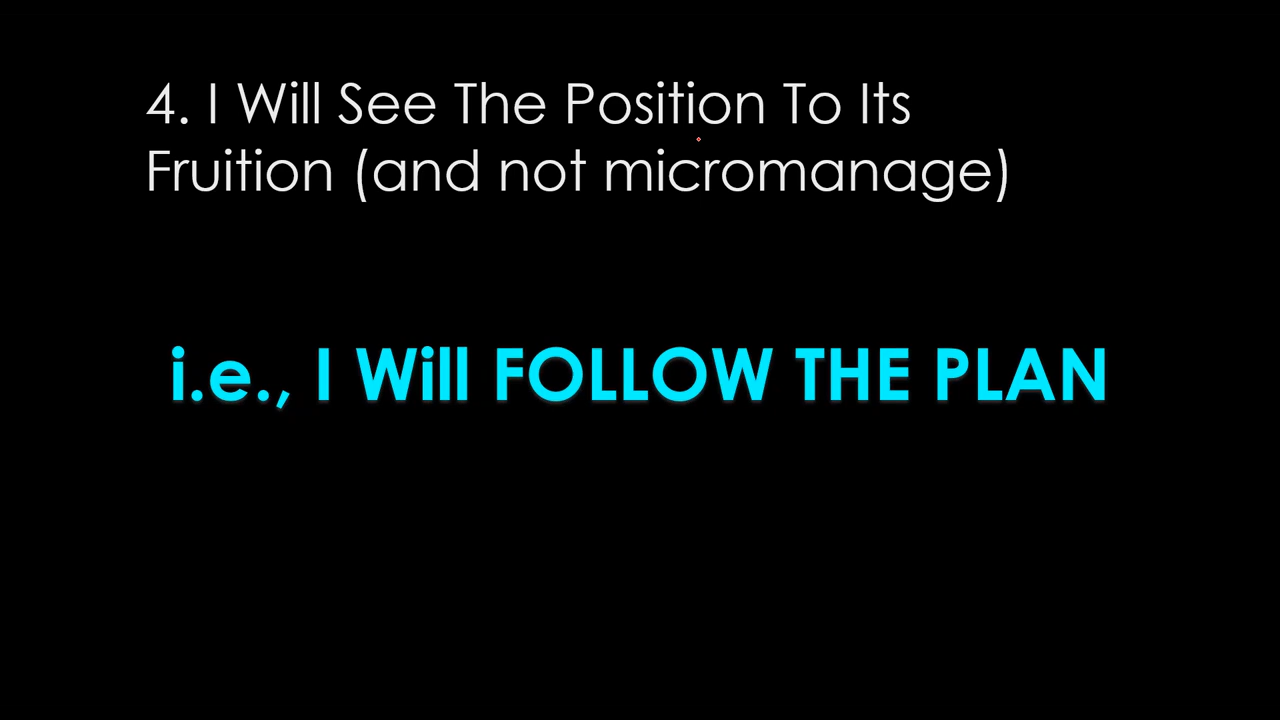 4. I Will See The Position To Its
Fruition (and not micromanage)
i.e., I Will FOLLOW THE PLAN